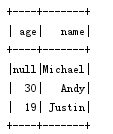 +----+-------+
| age|   name|
+----+-------+
|null|Michael|
|  30|   Andy|
|  19| Justin|
+----+-------+